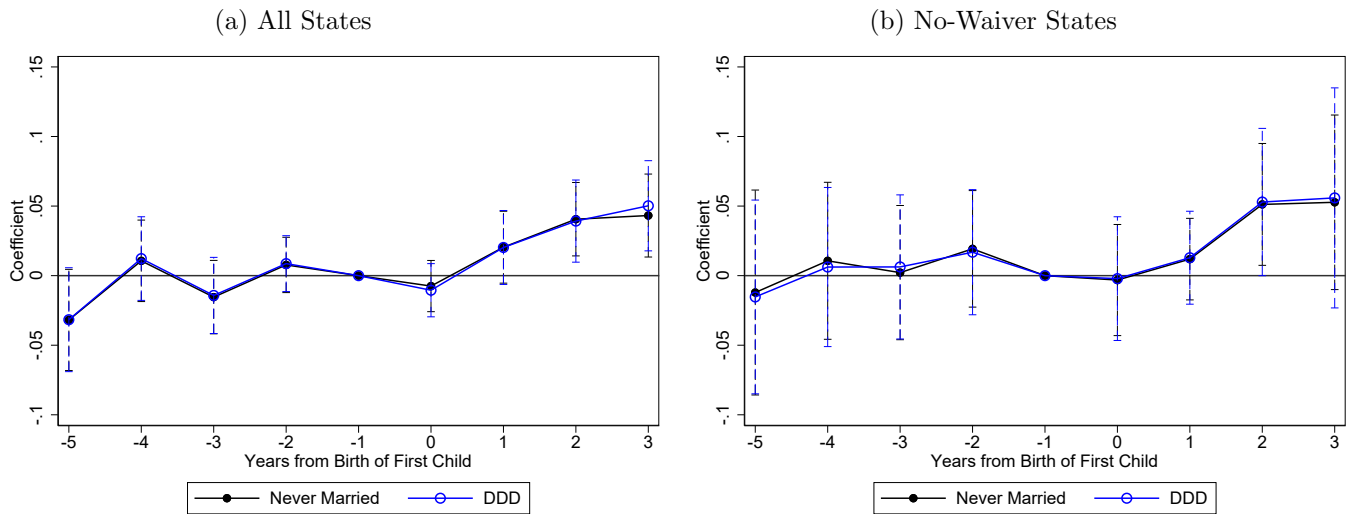 (a) All States
Coefficient
.15
.1
.05
0
-.05
-.1
-5 -4 -3 -2 -1 0 1 2 3
Years from Birth of First Child
Never Married DDD
(b) No-Waiver States
Coefficient
.15
.1
.05
0
-.05
-.1
-5 -4 -3 -2 -1 0 1 2 3
Years from Birth of First Child
Never Married DDD